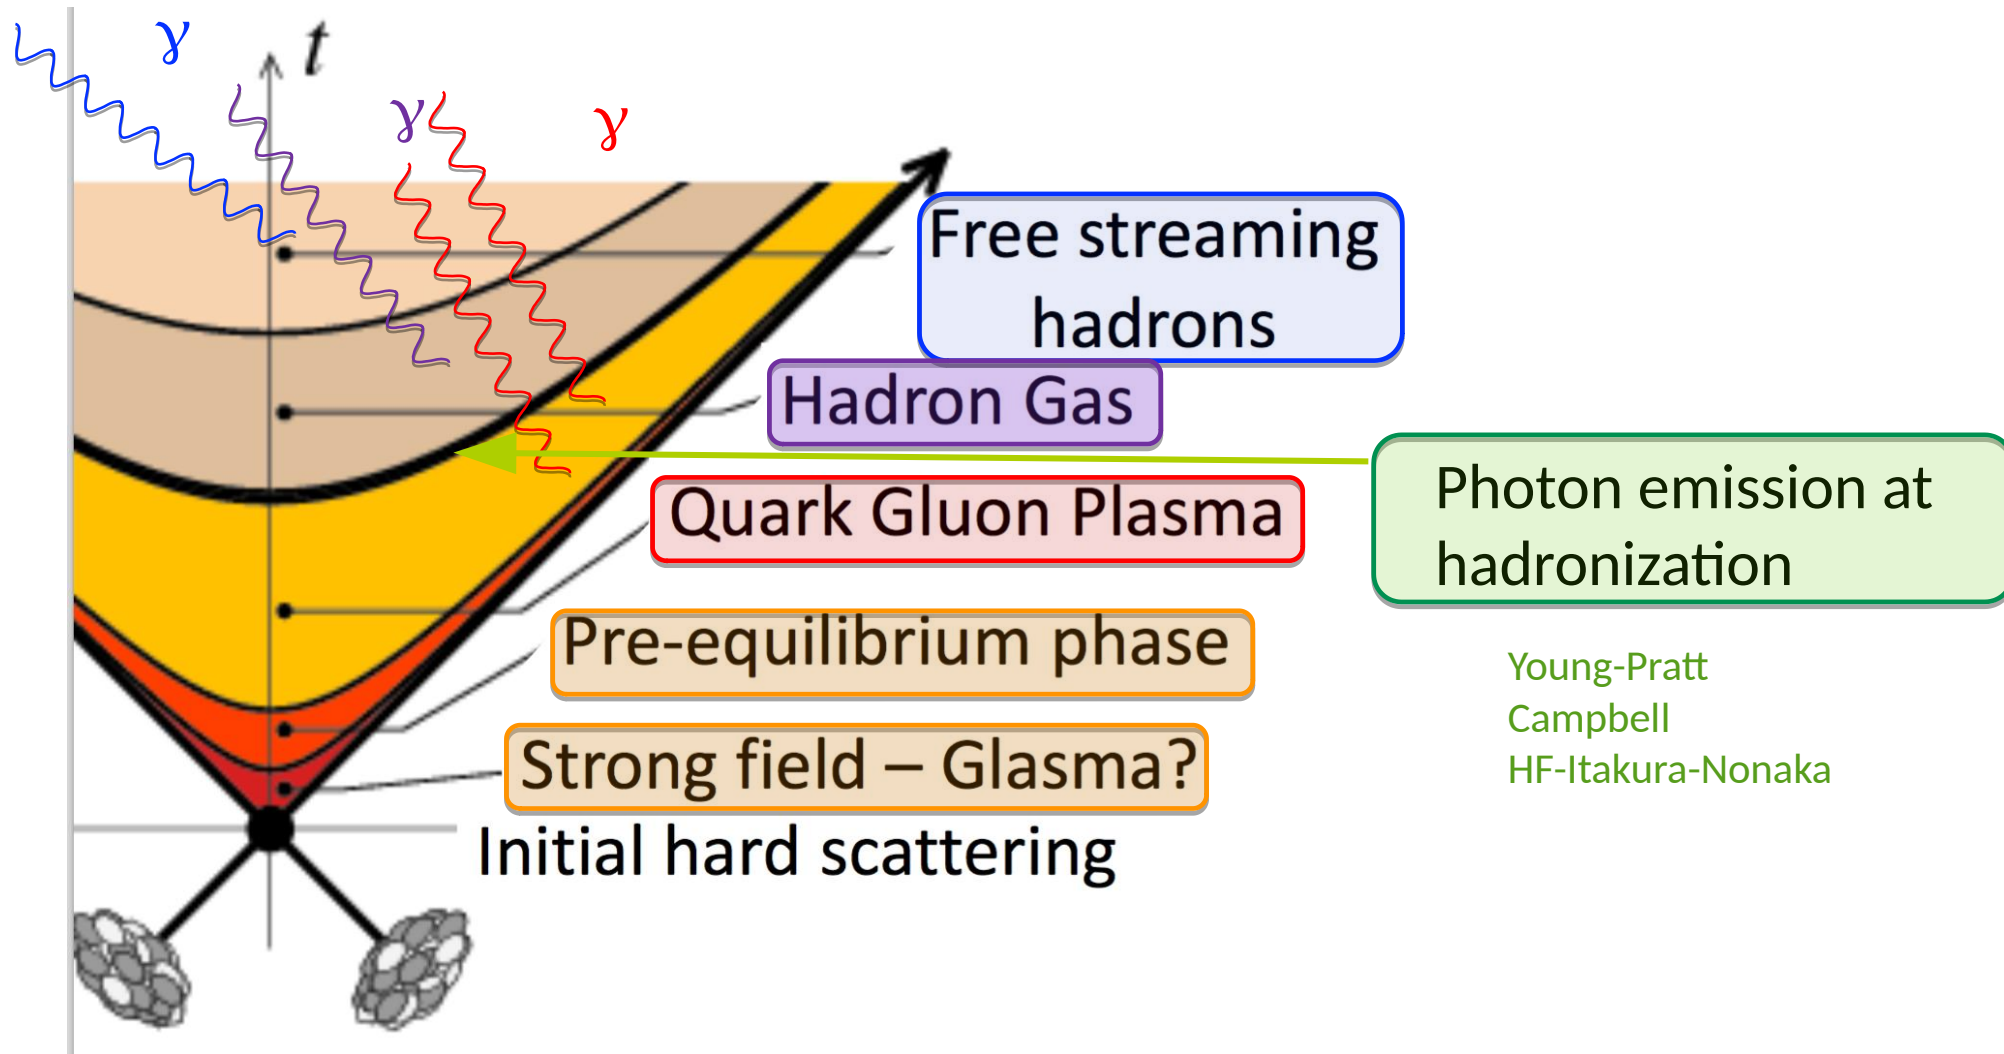 γ
t
γ
γ
Free streaming
hadrons
Hadron Gas
Photon emission at
hadronization
Quark Gluon Plasma
Pre-equilibrium phase
Young-Pratt
Campbell
HF-Itakura-Nonaka
Strong field – Glasma?
Initial hard scattering